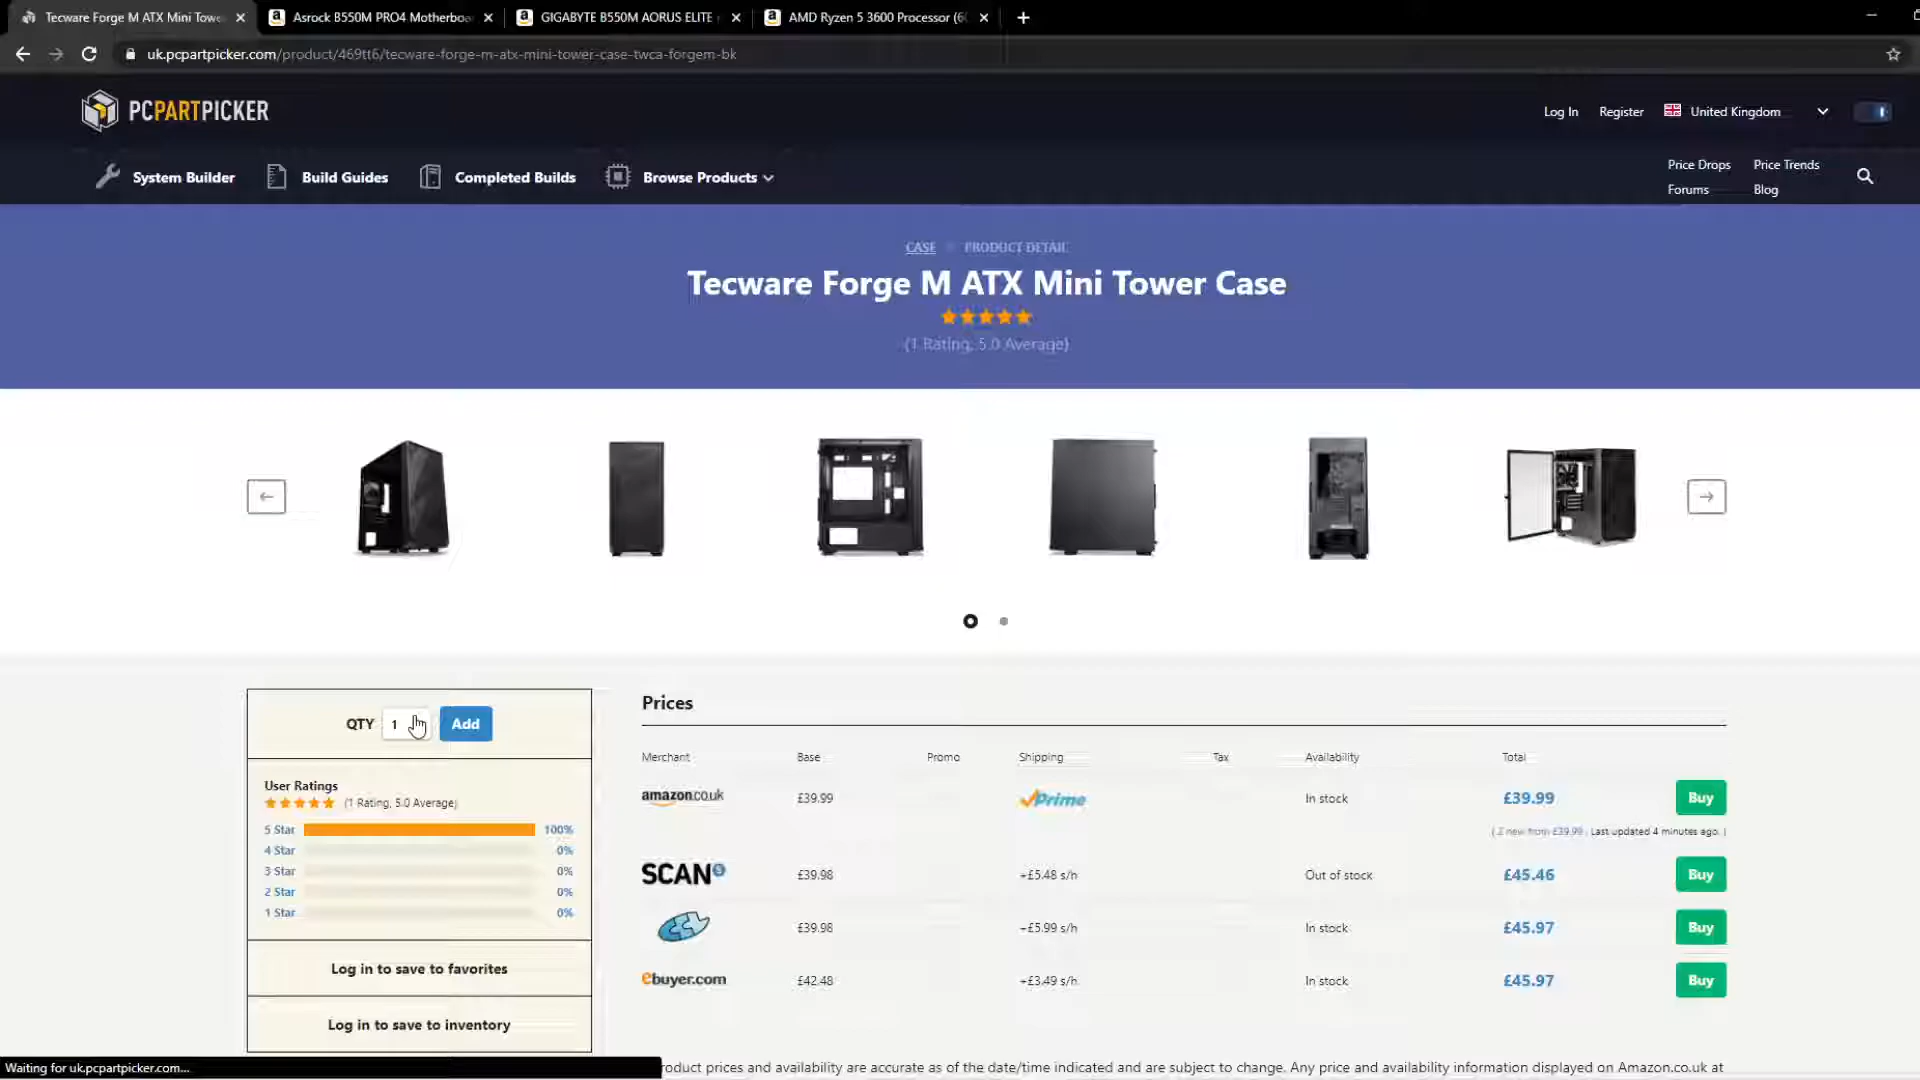 Tecware Forge M ATX Mini Towe
Asrock B550M PRO4 Motherboa
GIGABYTE B550M AORUS ELITE
AMD Ryzen 5 3600 Processor (6
uk.pcpartpicker.com/product/469tt6/tecware-forge-m-atx-mini-tower-case-twca-forgem-bk
PCPARTPICKER
Log In
Register
United Kingdom
System Builder
Build Guides
Completed Builds
Browse Products
Price Drops
Price Trends
Forums
Blog
CASE
PRODUCT DETAIL
Tecware Forge M ATX Mini Tower Case
(1 Rating, 5.0 Average)
QTY 1 Add
Prices
Merchant Base Promo Shipping Tax Availability Total
amazon.co.uk £39.99 Prime In stock £39.99 Buy
( 2 new from £39.99 , Last updated 4 minutes ago. )
SCAN £39.98 +£5.48 s/h Out of stock £45.46 Buy
£39.98 +£5.99 s/h In stock £45.97 Buy
ebuyer.com £42.48 +£3.49 s/h In stock £45.97 Buy
User Ratings
(1 Rating, 5.0 Average)
5 Star 100%
4 Star 0%
3 Star 0%
2 Star 0%
1 Star 0%
Log in to save to favorites
Log in to save to inventory
Waiting for uk.pcpartpicker.com...
roduct prices and availability are accurate as of the date/time indicated and are subject to change. Any price and availability information displayed on Amazon.co.uk at